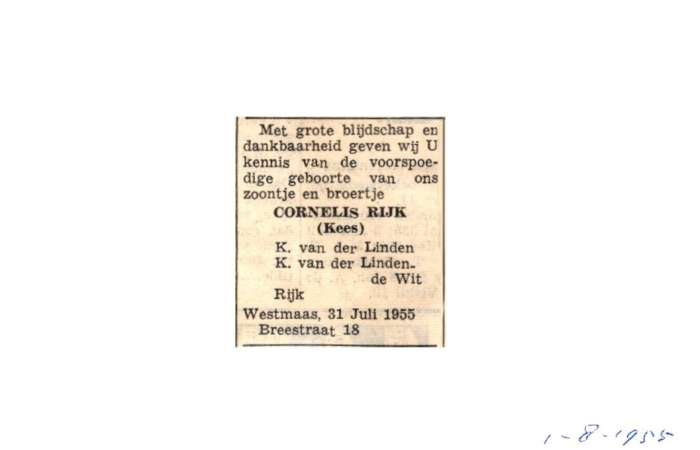 Met grote blijdschap en
dankbaarheid geven wij U
kennis van de voorspoe-
dige geboorte van ons
zoontje en broertje
CORNELIS RIJK
(Kees)
K. van der Linden
K. van der Linden-
de Wit
Rijk
Westmaas, 31 Juli 1955
Breestraat 18
1-8-1955